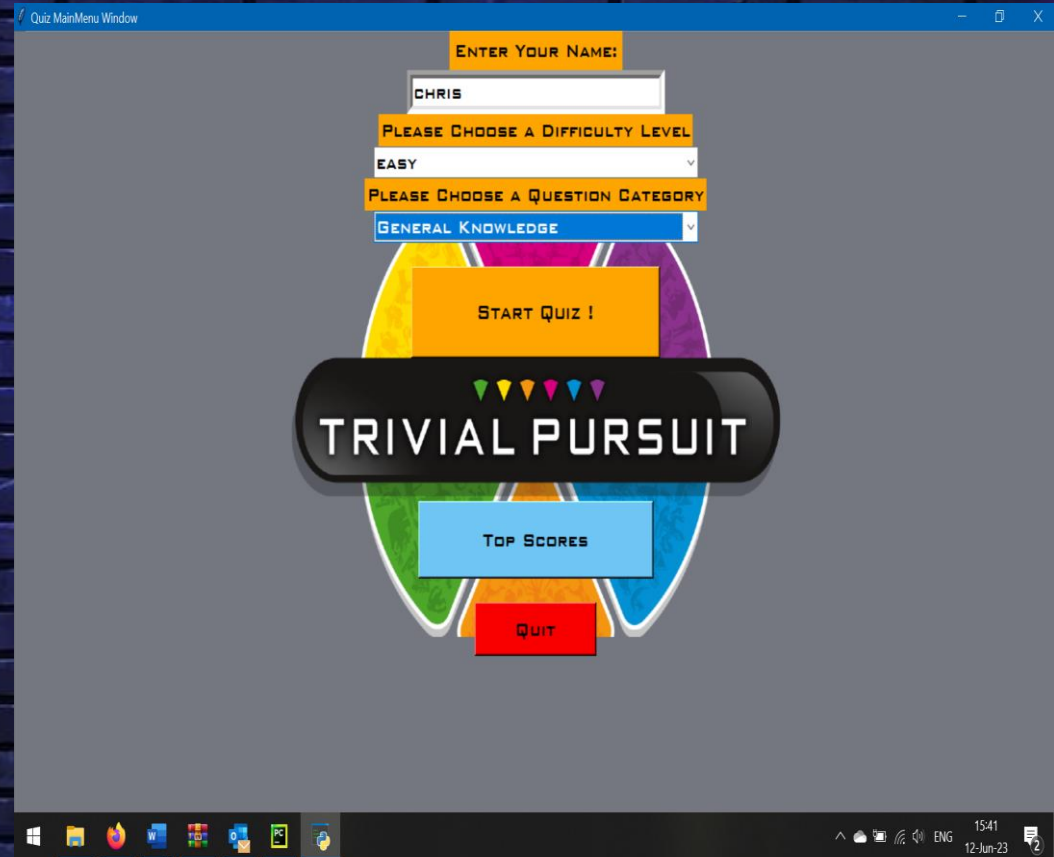 Quiz MainMenu Window
Enter Your Name:
CHRIS
Please Choose a Difficulty Level
EASY
Please Choose a Question Category
General Knowledge
Start Quiz !
TRIVIAL PURSUIT
Top Scores
Quit
ENG
15:41
12-Jun-23
2